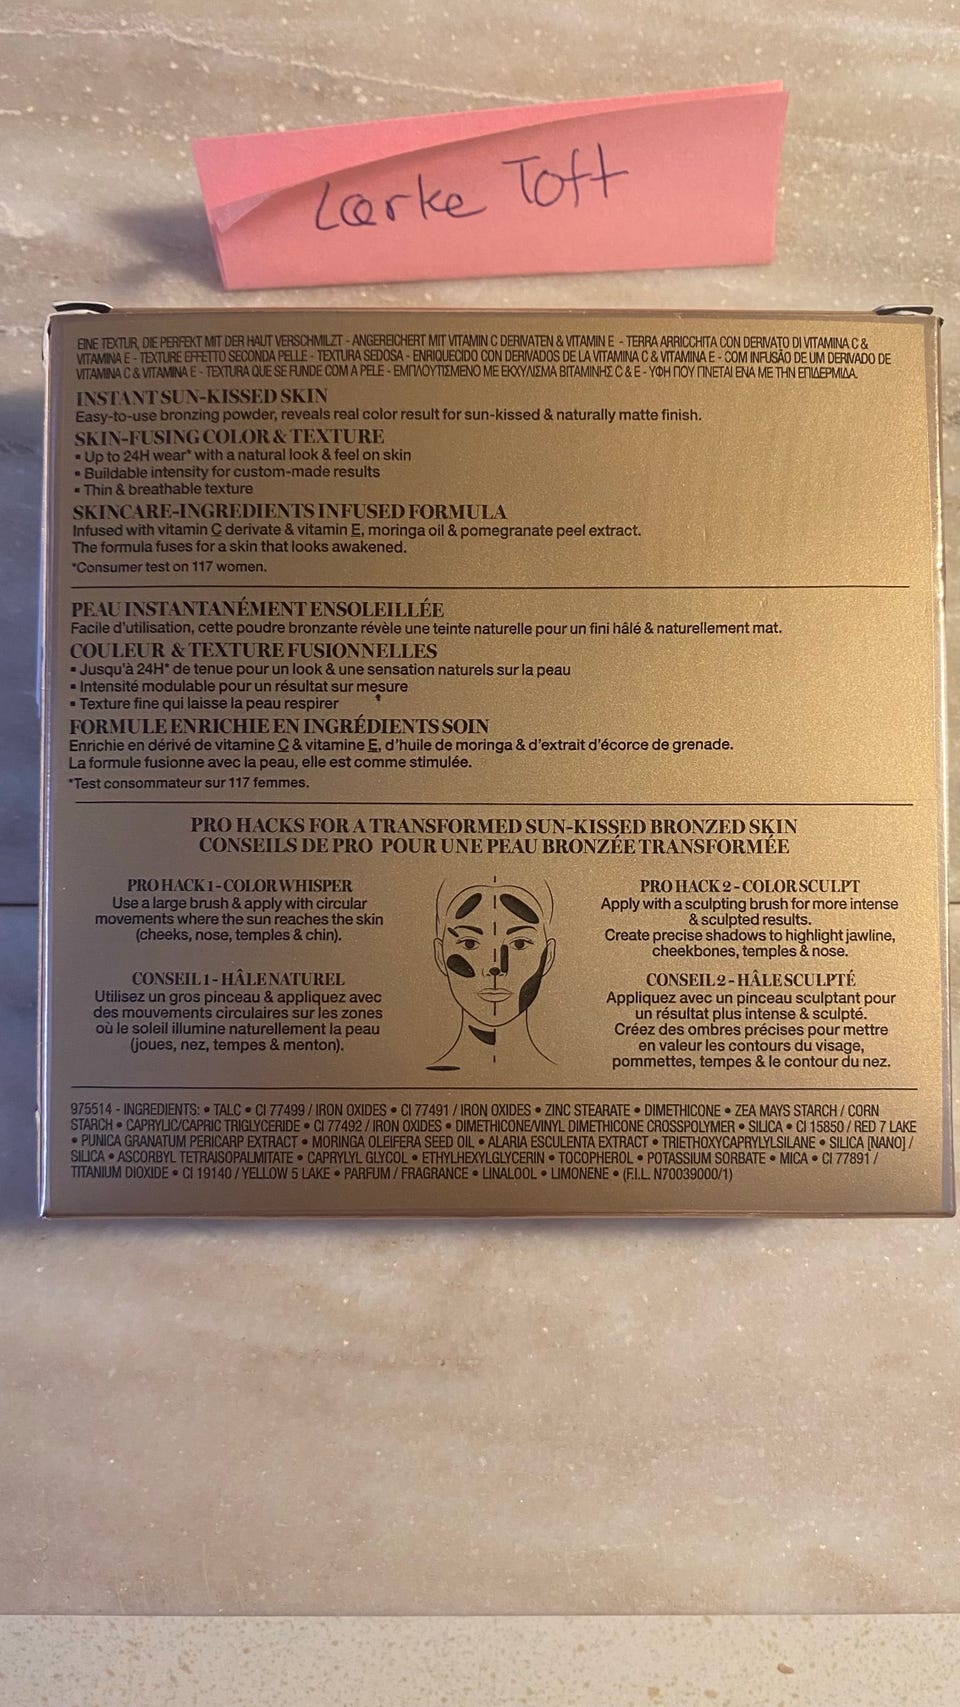 Lærke Toft
EINE TEXTUR, DIE PERFEKT MIT DER HAUT VERSCHMILZT - ANGEREICHERT MIT VITAMIN C DERIVATEN & VITAMIN E - TERRA ARRICCHITA CON DERIVATO DI VITAMINA C &
VITAMINA E - TEXTURE EFFETTO SECONDA PELLE - TEXTURA SEDOSA - ENRIQUECIDO CON DERIVADOS DE LA VITAMINA C & VITAMINA E - COM INFUSÃO DE UM DERIVADO DE
VITAMINA C & VITAMINA E - TEXTURA QUE SE FUNDE COM A PELE - ΕΜΠΛΟΥΤΙΣΜΕΝΟ ΜΕ ΕΚΧΥΛΙΣΜΑ ΒΙΤΑΜΙΝΗΣ C & E - ΥΦΗ ΠΟΥ ΓΙΝΕΤΑΙ ΕΝΑ ΜΕ ΤΗΝ ΕΠΙΔΕΡΜΙΔΑ.
INSTANT SUN-KISSED SKIN
Easy-to-use bronzing powder, reveals real color result for sun-kissed & naturally matte finish.
SKIN-FUSING COLOR & TEXTURE
▪ Up to 24H wear* with a natural look & feel on skin
▪ Buildable intensity for custom-made results
▪ Thin & breathable texture
SKINCARE-INGREDIENTS INFUSED FORMULA
Infused with vitamin C derivate & vitamin E, moringa oil & pomegranate peel extract.
The formula fuses for a skin that looks awakened.
*Consumer test on 117 women.
PEAU INSTANTANÉMENT ENSOLEILLÉE
Facile d'utilisation, cette poudre bronzante révèle une teinte naturelle pour un fini hâlé & naturellement mat.
COULEUR & TEXTURE FUSIONNELLES
▪ Jusqu'à 24H* de tenue pour un look & une sensation naturels sur la peau
▪ Intensité modulable pour un résultat sur mesure
▪ Texture fine qui laisse la peau respirer
FORMULE ENRICHIE EN INGRÉDIENTS SOIN
Enrichie en dérivé de vitamine C & vitamine E, d'huile de moringa & d'extrait d'écorce de grenade.
La formule fusionne avec la peau, elle est comme stimulée.
*Test consommateur sur 117 femmes.
PRO HACKS FOR A TRANSFORMED SUN-KISSED BRONZED SKIN
CONSEILS DE PRO POUR UNE PEAU BRONZÉE TRANSFORMÉE
PRO HACK 1 - COLOR WHISPER
Use a large brush & apply with circular
movements where the sun reaches the skin
(cheeks, nose, temples & chin).
CONSEIL 1 - HÂLE NATUREL
Utilisez un gros pinceau & appliquez avec
des mouvements circulaires sur les zones
où le soleil illumine naturellement la peau
(joues, nez, tempes & menton).
PRO HACK 2 - COLOR SCULPT
Apply with a sculpting brush for more intense
& sculpted results.
Create precise shadows to highlight jawline,
cheekbones, temples & nose.
CONSEIL 2 - HÂLE SCULPTÉ
Appliquez avec un pinceau sculptant pour
un résultat plus intense & sculpté.
Créez des ombres précises pour mettre
en valeur les contours du visage,
pommettes, tempes & le contour du nez.
975514 - INGREDIENTS: • TALC • CI 77499 / IRON OXIDES • CI 77491 / IRON OXIDES • ZINC STEARATE • DIMETHICONE • ZEA MAYS STARCH / CORN
STARCH • CAPRYLIC/CAPRIC TRIGLYCERIDE • CI 77492 / IRON OXIDES • DIMETHICONE/VINYL DIMETHICONE CROSSPOLYMER • SILICA • CI 15850 / RED 7 LAKE
• PUNICA GRANATUM PERICARP EXTRACT • MORINGA OLEIFERA SEED OIL • ALARIA ESCULENTA EXTRACT • TRIETHOXYCAPRYLYLSILANE • SILICA [NANO] /
SILICA • ASCORBYL TETRAISOPALMITATE • CAPRYLYL GLYCOL • ETHYLHEXYLGLYCERIN • TOCOPHEROL • POTASSIUM SORBATE • MICA • CI 77891 /
TITANIUM DIOXIDE • CI 19140 / YELLOW 5 LAKE • PARFUM / FRAGRANCE • LINALOOL • LIMONENE • (F.I.L. N70039000/1)